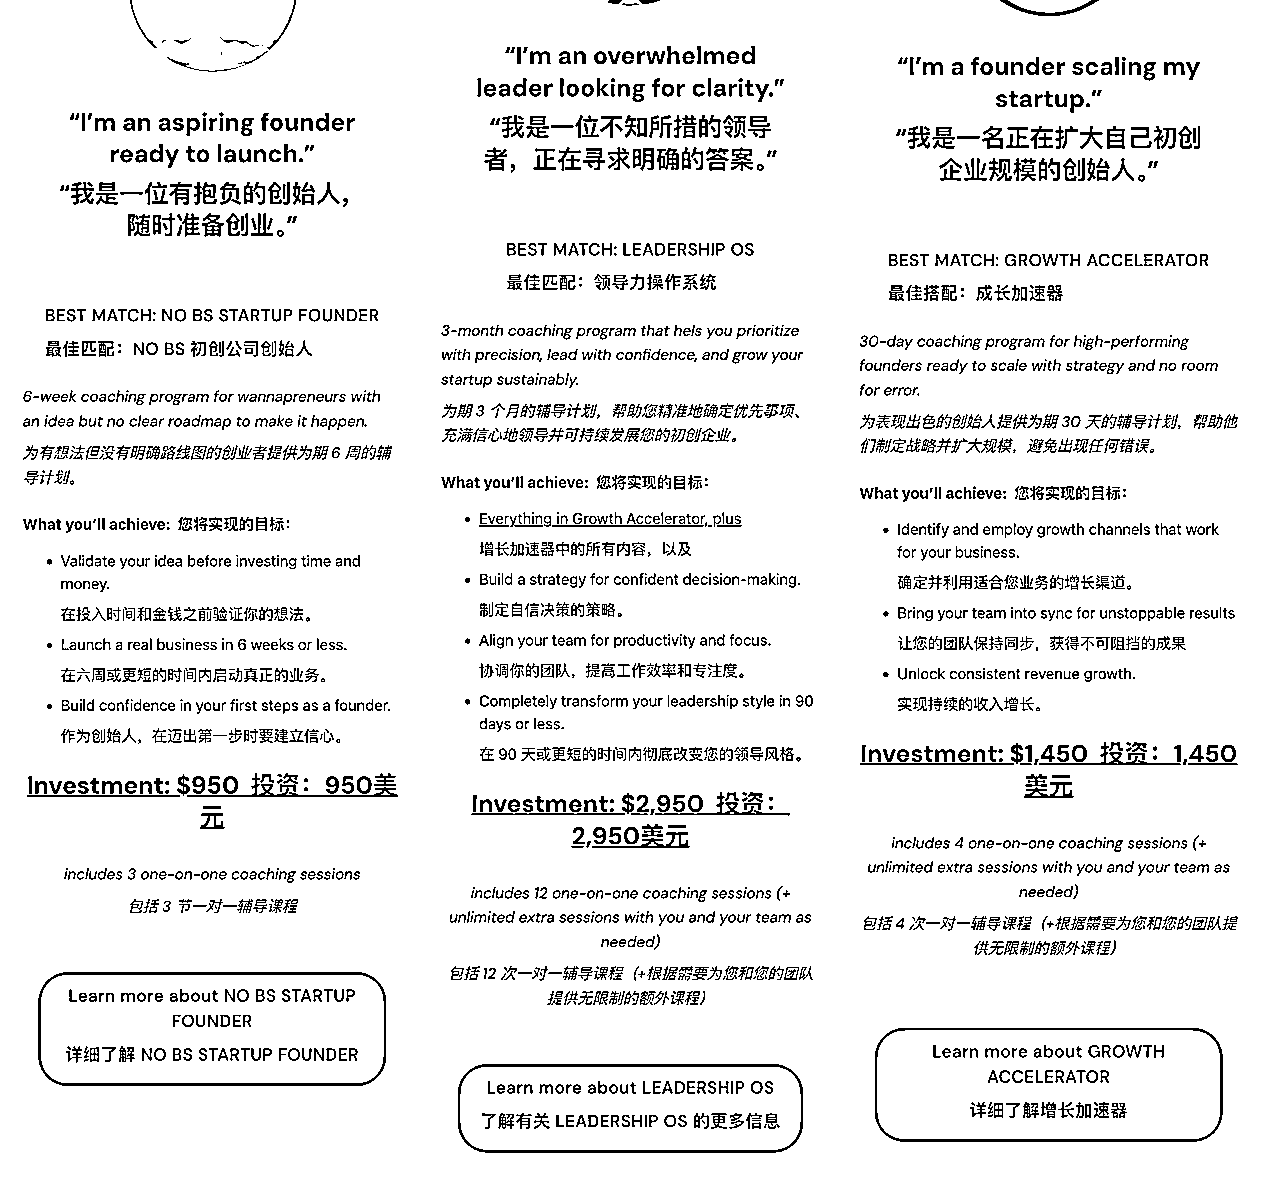 “I’m an aspiring founder
ready to launch.”
“我是一位有抱负的创始人，
随时准备创业。”
BEST MATCH: NO BS STARTUP FOUNDER
最佳匹配：NO BS 初创公司创始人
6-week coaching program for wannapreneurs with
an idea but no clear roadmap to make it happen.
为有想法但没有明确路线图的创业者提供为期 6 周的辅
导计划。
What you’ll achieve: 您将实现的目标：
• Validate your idea before investing time and
money.
在投入时间和金钱之前验证你的想法。
• Launch a real business in 6 weeks or less.
在六周或更短的时间内启动真正的业务。
• Build confidence in your first steps as a founder.
作为创始人，在迈出第一步时要建立信心。
Investment: $950 投资：950美
元
includes 3 one-on-one coaching sessions
包括 3 节一对一辅导课程
Learn more about NO BS STARTUP
FOUNDER
详细了解 NO BS STARTUP FOUNDER
“I’m an overwhelmed
leader looking for clarity.”
“我是一位不知所措的领导
者，正在寻求明确的答案。”
BEST MATCH: LEADERSHIP OS
最佳匹配：领导力操作系统
3-month coaching program that hels you prioritize
with precision, lead with confidence, and grow your
startup sustainably.
为期 3 个月的辅导计划，帮助您精准地确定优先事项、
充满信心地领导并可持续发展您的初创企业。
What you’ll achieve: 您将实现的目标：
• Everything in Growth Accelerator, plus
增长加速器中的所有内容，以及
• Build a strategy for confident decision-making.
制定自信决策的策略。
• Align your team for productivity and focus.
协调你的团队，提高工作效率和专注度。
• Completely transform your leadership style in 90
days or less.
在 90 天或更短的时间内彻底改变您的领导风格。
Investment: $2,950 投资：
2,950美元
includes 12 one-on-one coaching sessions (+
unlimited extra sessions with you and your team as
needed)
包括 12 次一对一辅导课程（+根据需要为您和您的团队
提供无限制的额外课程）
Learn more about LEADERSHIP OS
了解有关 LEADERSHIP OS 的更多信息
“I’m a founder scaling my
startup.”
“我是一名正在扩大自己初创
企业规模的创始人。”
BEST MATCH: GROWTH ACCELERATOR
最佳搭配：成长加速器
30-day coaching program for high-performing
founders ready to scale with strategy and no room
for error.
为表现出色的创始人提供为期 30 天的辅导计划，帮助他
们制定战略并扩大规模，避免出现任何错误。
What you’ll achieve: 您将实现的目标：
• Identify and employ growth channels that work
for your business.
确定并利用适合您业务的增长渠道。
• Bring your team into sync for unstoppable results
让您的团队保持同步，获得不可阻挡的成果
• Unlock consistent revenue growth.
实现持续的收入增长。
Investment: $1,450 投资：1,450
美元
includes 4 one-on-one coaching sessions (+
unlimited extra sessions with you and your team as
needed)
包括 4 次一对一辅导课程（+根据需要为您和您的团队提
供无限制的额外课程）
Learn more about GROWTH
ACCELERATOR
详细了解增长加速器